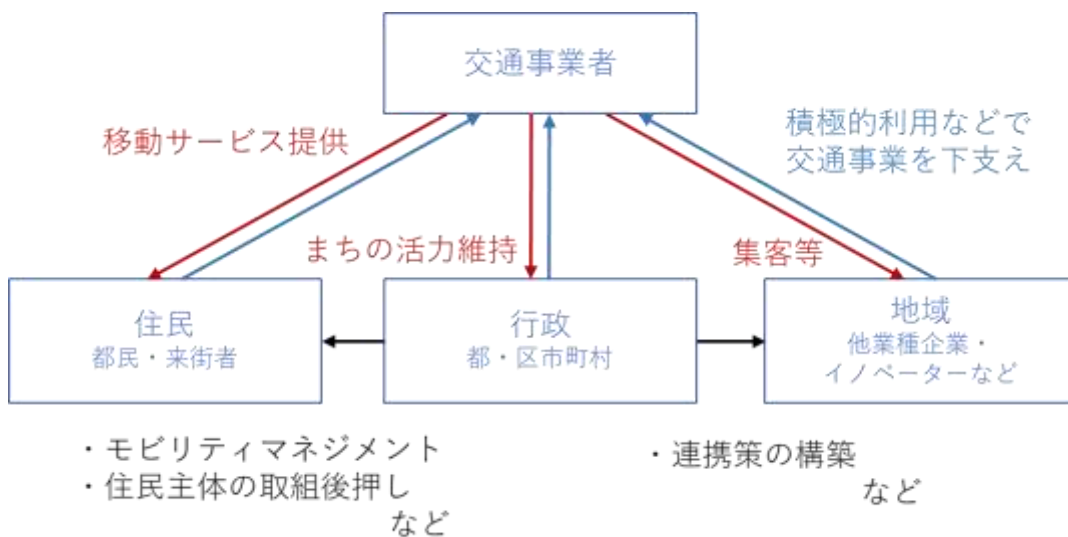 交通事業者
移動サービス提供
積極的利用などで
交通事業を下支え
まちの活力維持
集客等
住民
都民・来街者
行政
都・区市町村
地域
他業種企業・
イノベーターなど
・モビリティマネジメント
・住民主体の取組後押し
など
・連携策の構築
など